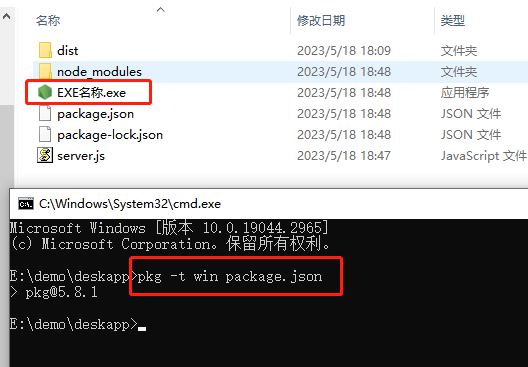 名称 修改日期 类型
dist 2023/5/18 18:09 文件夹
node_modules 2023/5/18 18:48 文件夹
EXE名称.exe 2023/5/18 18:48 应用程序
package.json 2023/5/18 18:48 JSON 文件
package-lock.json 2023/5/18 18:48 JSON 文件
server.js 2023/5/18 18:47 JavaScript 文件
C:\Windows\System32\cmd.exe
Microsoft Windows [版本 10.0.19044.2965]
(c) Microsoft Corporation。保留所有权利。
E:\demo\deskapp>pkg -t win package.json
> pkg@5.8.1
E:\demo\deskapp>